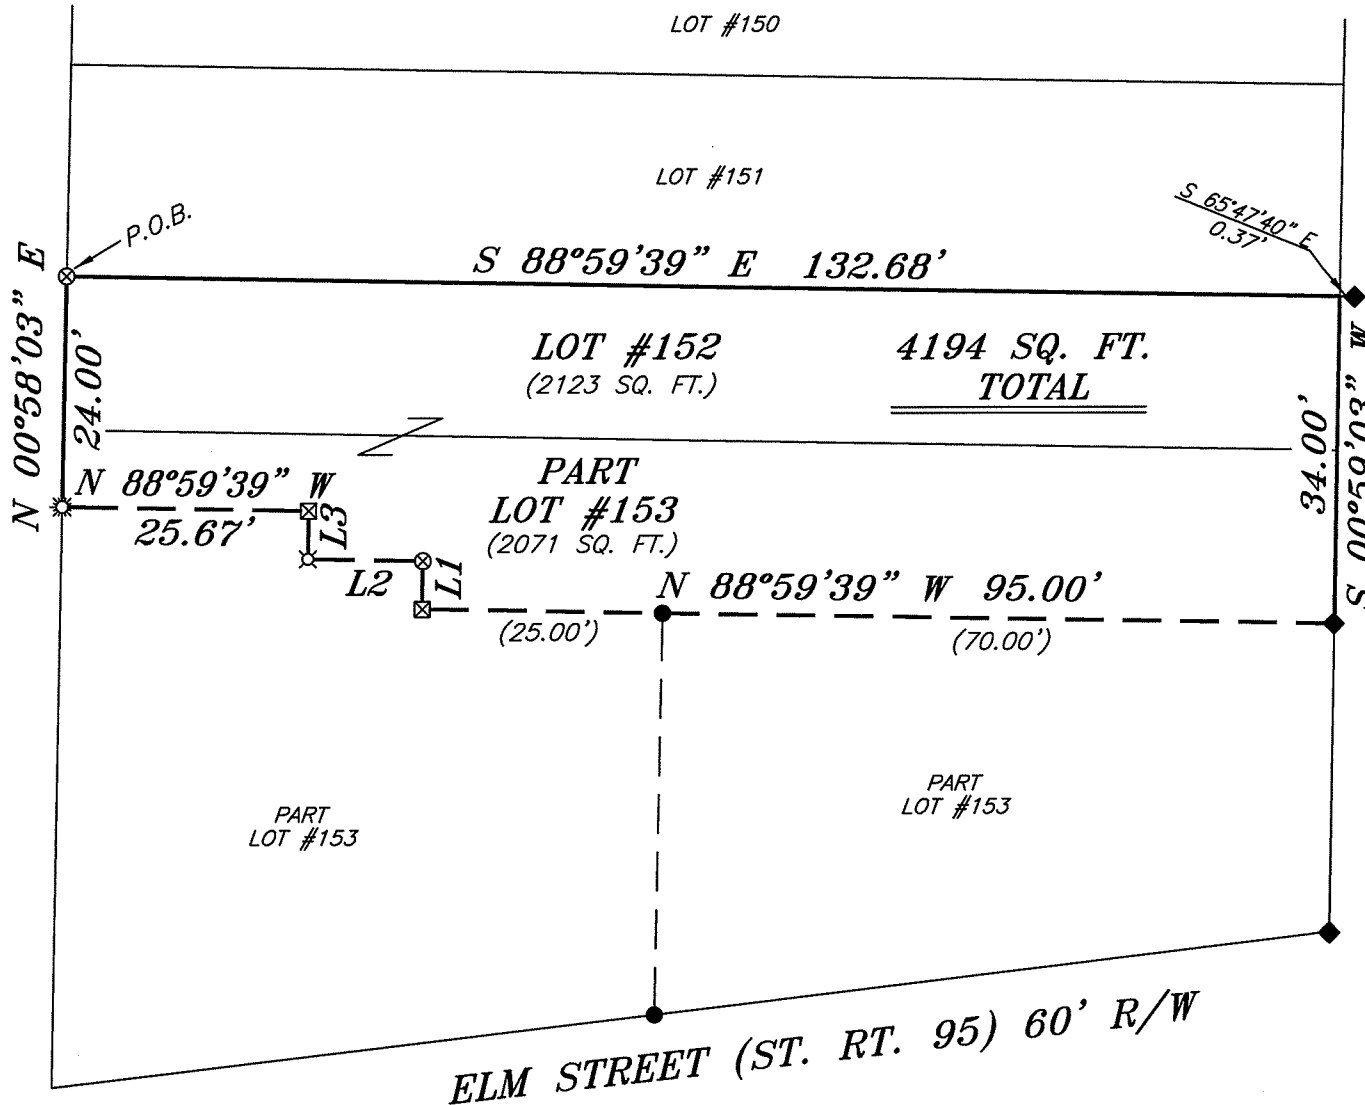 LOT #150
LOT #151
S 65°47'40" E
0.37'
P.O.B.
S 88°59'39" E 132.68'
N 00°58'03" E
24.00'
LOT #152
(2123 SQ. FT.)
4194 SQ. FT.
TOTAL
S 00°59'03" W
34.00'
N 88°59'39" W
25.67'
PART
LOT #153
(2071 SQ. FT.)
L3
L2
L1
N 88°59'39" W 95.00'
(25.00')
(70.00')
PART
LOT #153
PART
LOT #153
ELM STREET (ST. RT. 95) 60' R/W